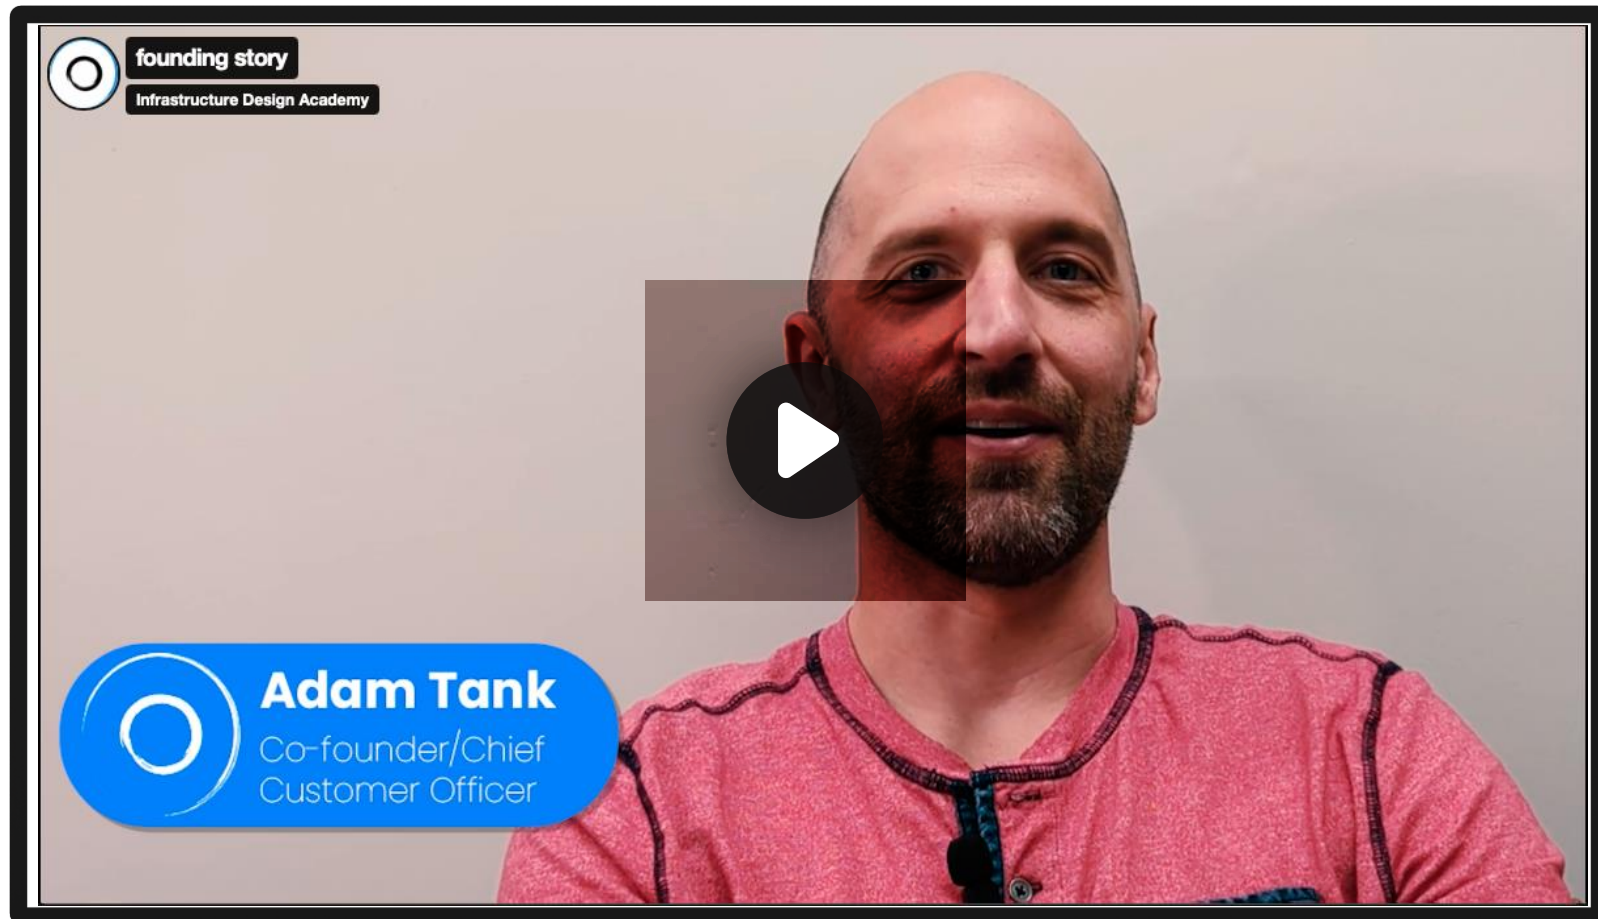 founding story
Infrastructure Design Academy
Adam Tank
Co-founder/Chief
Customer Officer